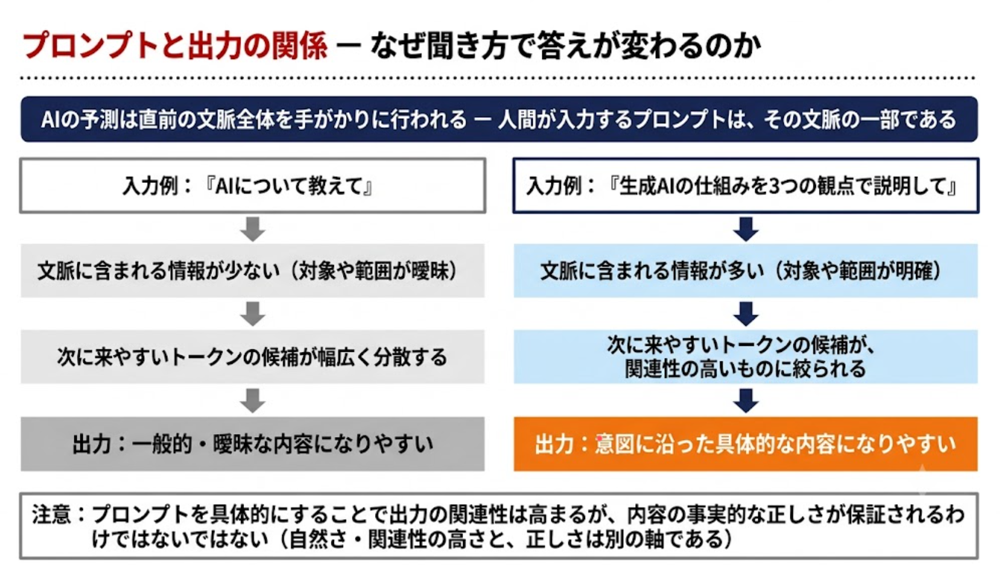 プロンプトと出力の関係 ー なぜ聞き方で答えが変わるのか
AIの予測は直前の文脈全体を手がかりに行われる ー 人間が入力するプロンプトは、その文脈の一部である
入力例：『AIについて教えて』
文脈に含まれる情報が少ない（対象や範囲が曖昧）
次に来やすいトークンの候補が幅広く分散する
出力：一般的・曖昧な内容になりやすい
入力例：『生成AIの仕組みを3つの観点で説明して』
文脈に含まれる情報が多い（対象や範囲が明確）
次に来やすいトークンの候補が、
関連性の高いものに絞られる
出力：意図に沿った具体的な内容になりやすい
注意：プロンプトを具体的にすることで出力の関連性は高まるが、内容の事実的な正しさが保証されるわ
けではないではない（自然さ・関連性の高さと、正しさは別の軸である）